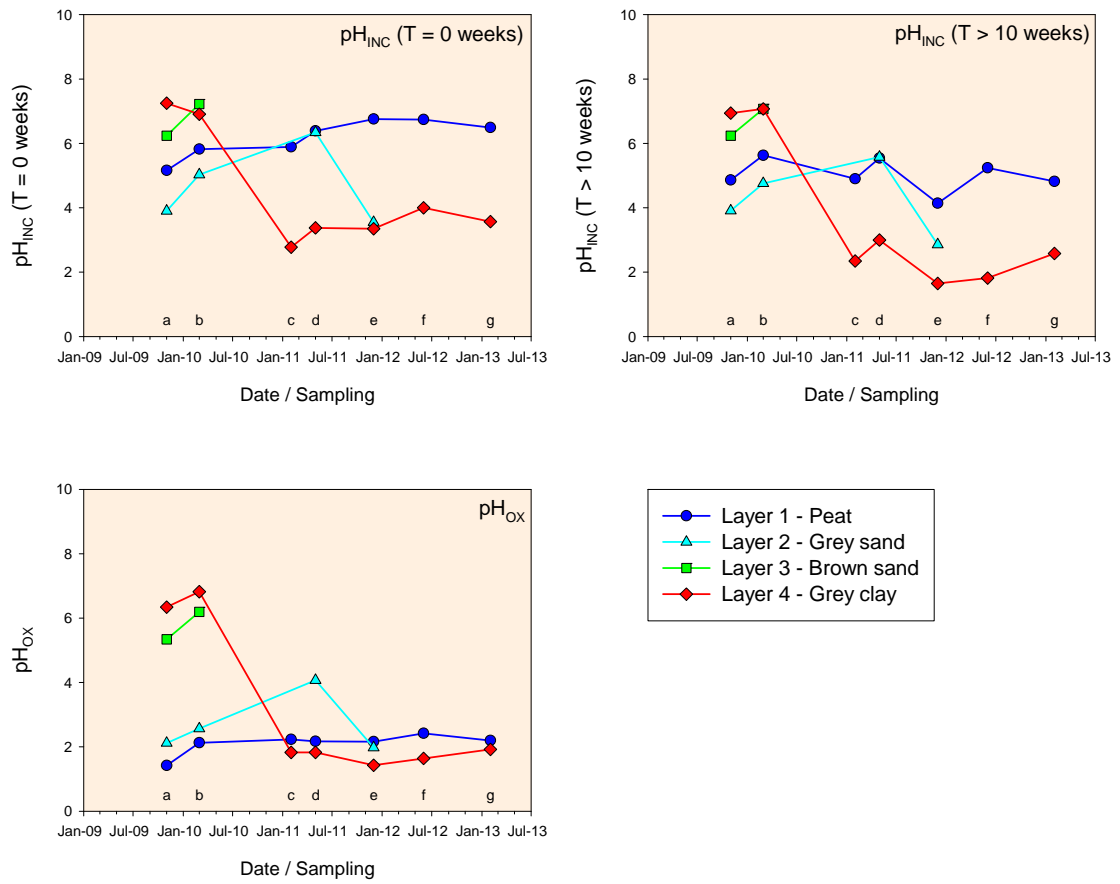 pH_INC (T = 0 weeks)
pH_INC (T = 0 weeks)
10
8
6
4
2
0
a b c d e f g
Jan-09 Jul-09 Jan-10 Jul-10 Jan-11 Jul-11 Jan-12 Jul-12 Jan-13 Jul-13
Date / Sampling
pH_INC (T > 10 weeks)
pH_INC (T > 10 weeks)
10
8
6
4
2
0
a b c d e f g
Jan-09 Jul-09 Jan-10 Jul-10 Jan-11 Jul-11 Jan-12 Jul-12 Jan-13 Jul-13
Date / Sampling
pH_OX
pH_OX
10
8
6
4
2
0
a b c d e f g
Jan-09 Jul-09 Jan-10 Jul-10 Jan-11 Jul-11 Jan-12 Jul-12 Jan-13 Jul-13
Date / Sampling
Layer 1 - Peat
Layer 2 - Grey sand
Layer 3 - Brown sand
Layer 4 - Grey clay